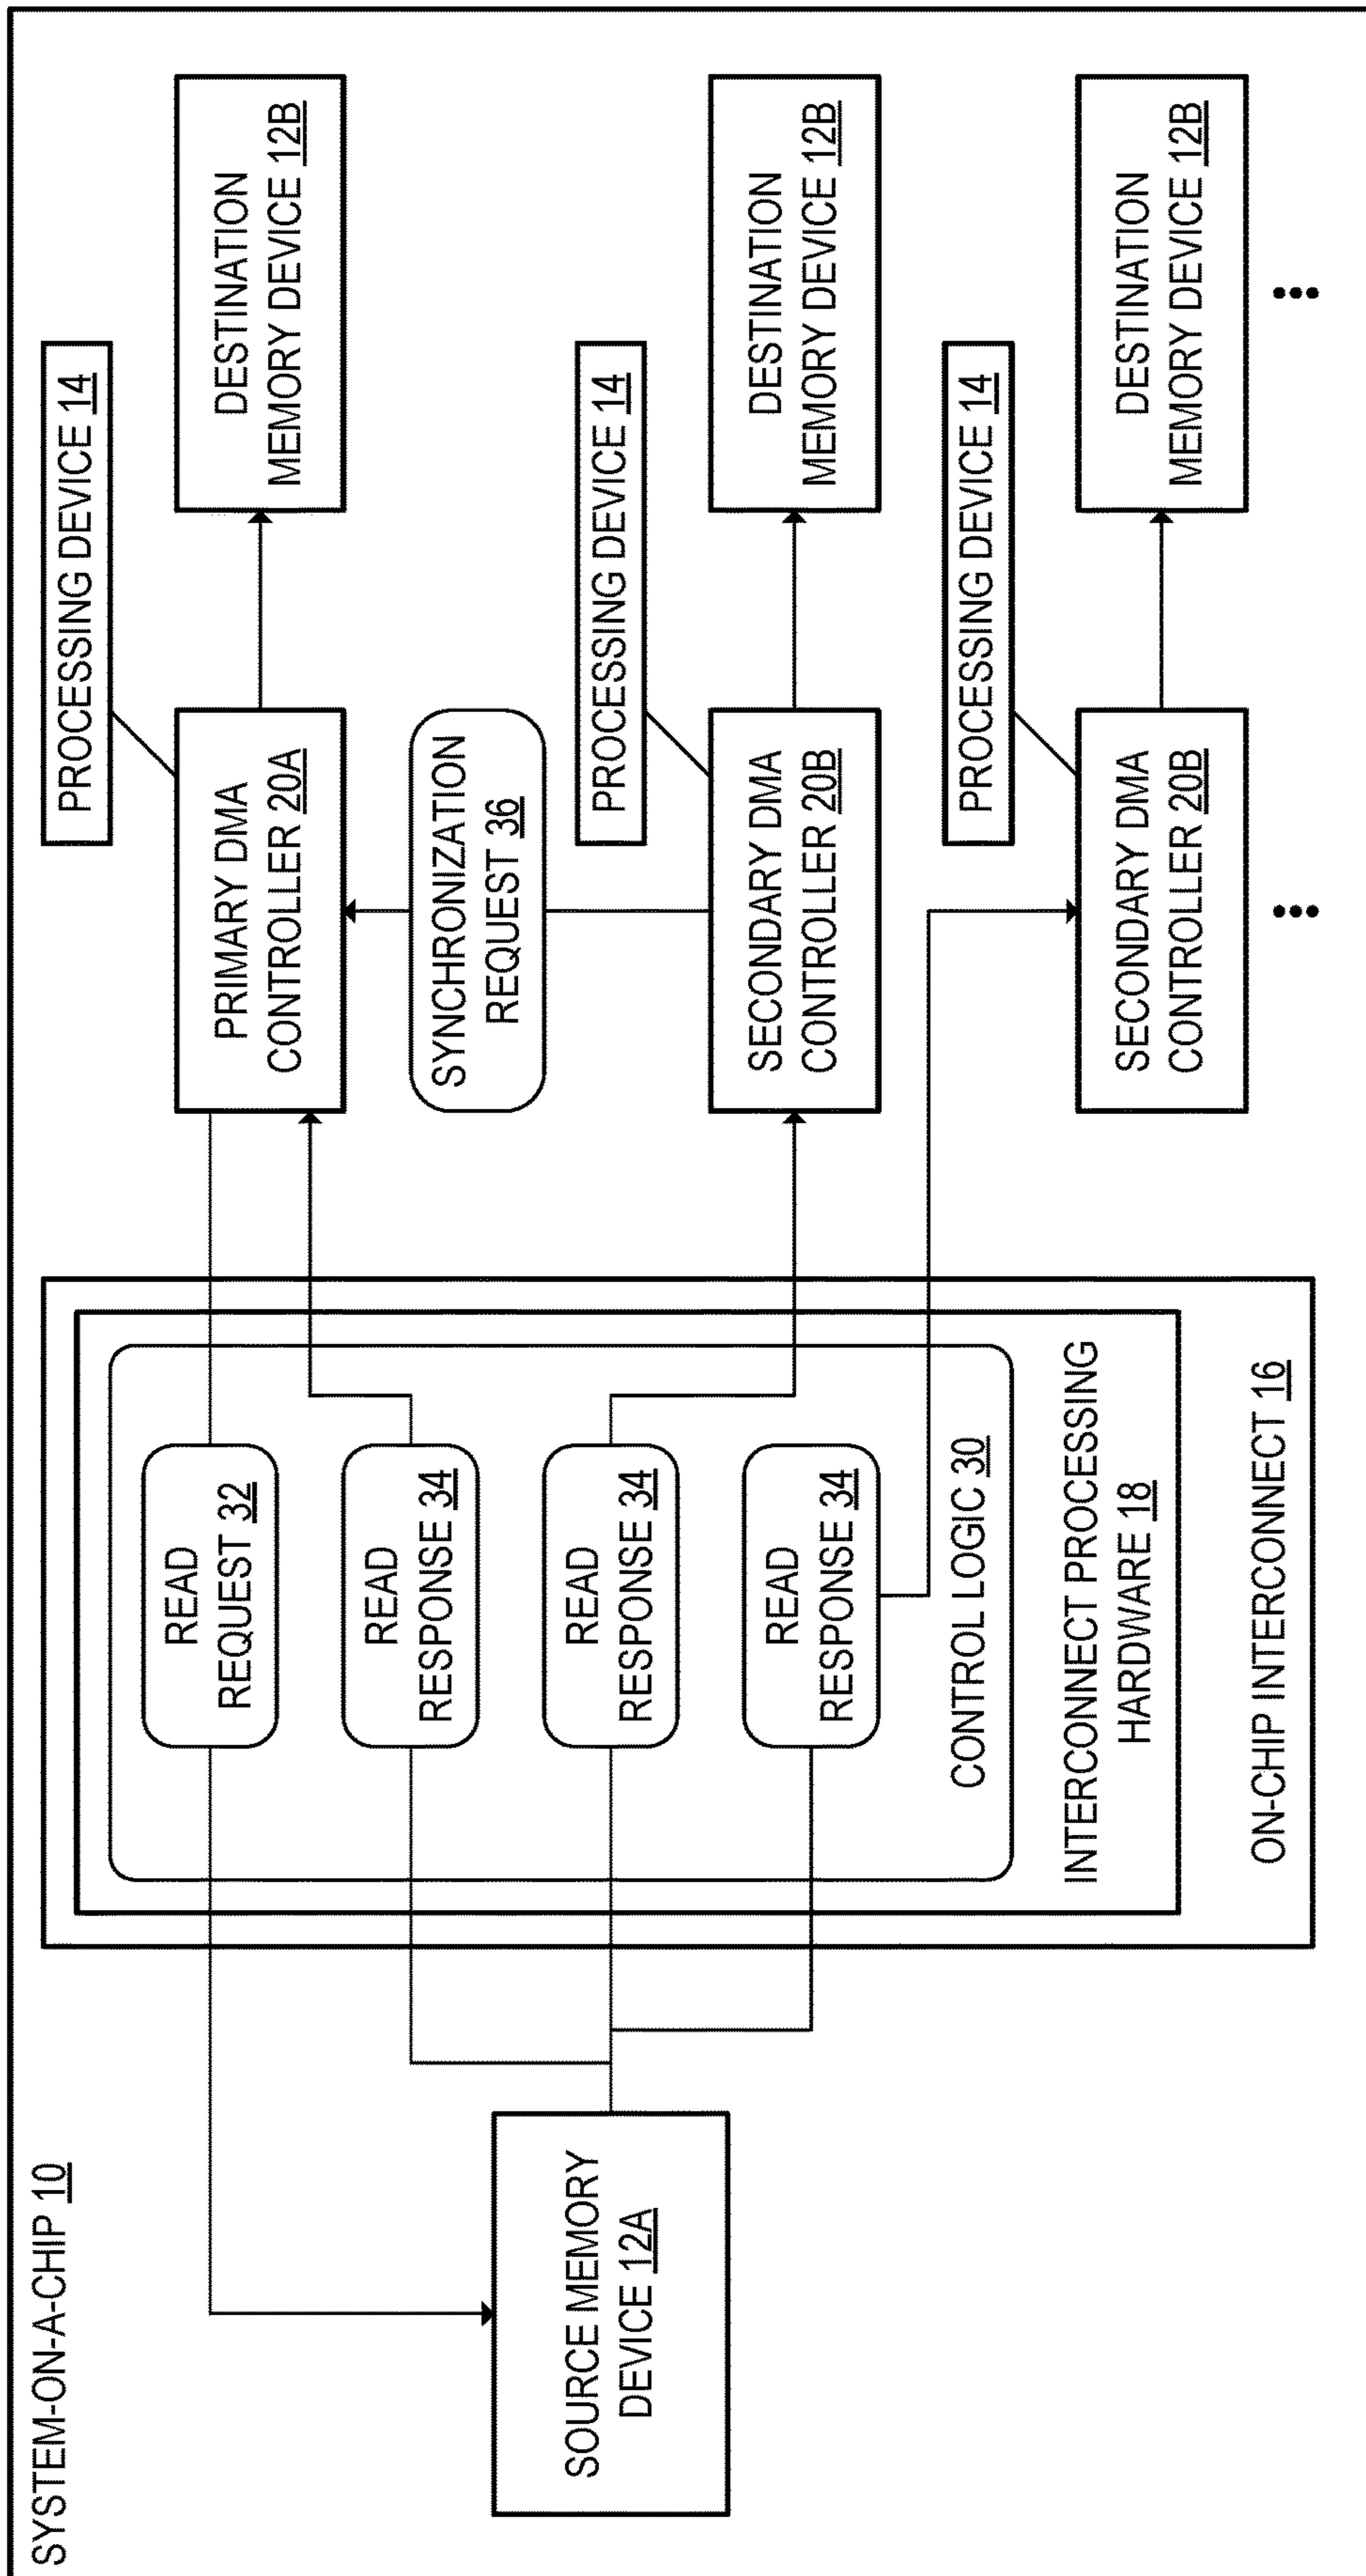 SYSTEM-ON-A-CHIP 10
SOURCE MEMORY
DEVICE 12A
READ
REQUEST 32
READ
RESPONSE 34
READ
RESPONSE 34
READ
RESPONSE 34
CONTROL LOGIC 30
INTERCONNECT PROCESSING
HARDWARE 18
ON-CHIP INTERCONNECT 16
PROCESSING DEVICE 14
PRIMARY DMA
CONTROLLER 20A
DESTINATION
MEMORY DEVICE 12B
SYNCHRONIZATION
REQUEST 36
PROCESSING DEVICE 14
SECONDARY DMA
CONTROLLER 20B
DESTINATION
MEMORY DEVICE 12B
PROCESSING DEVICE 14
SECONDARY DMA
CONTROLLER 20B
DESTINATION
MEMORY DEVICE 12B